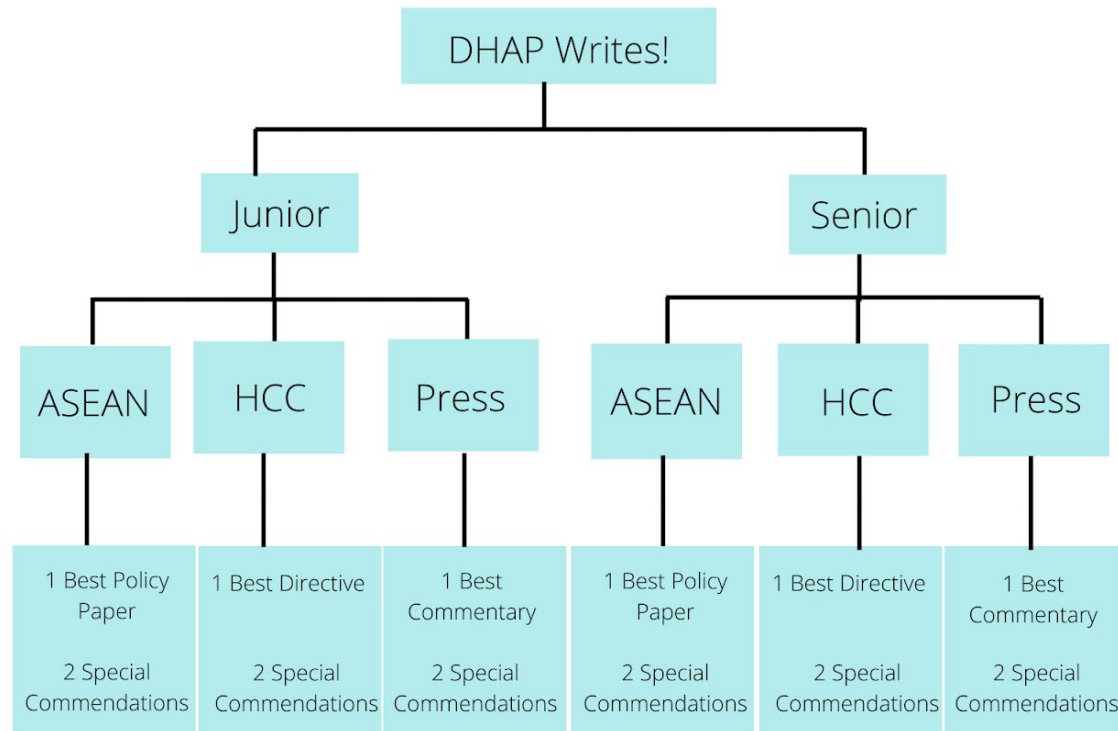 DHAP Writes!
Junior
Senior
ASEAN
HCC
Press
ASEAN
HCC
Press
1 Best Policy
Paper
2 Special
Commendations
1 Best Directive
2 Special
Commendations
1 Best
Commentary
2 Special
Commendations
1 Best Policy
Paper
2 Special
Commendations
1 Best Directive
2 Special
Commendations
1 Best
Commentary
2 Special
Commendations